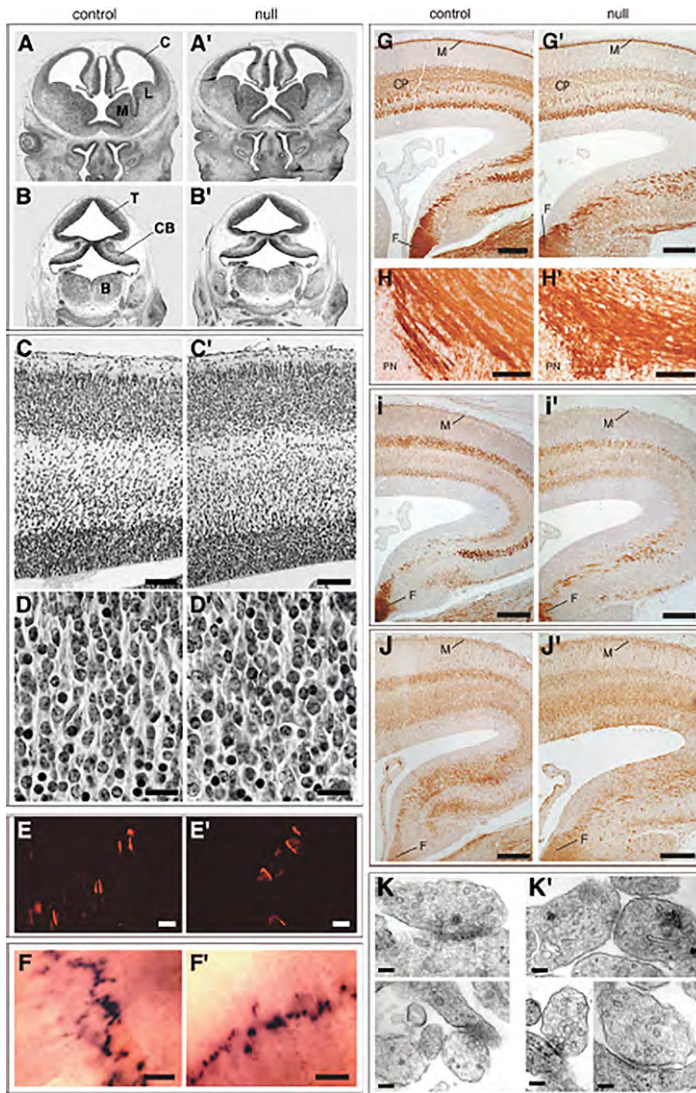 control null control null
A C A' G M G' M
L CP CP
M
B T B' F F
CB
B H H'
PN PN
C C' i M i' M
D D' F F
J M J' M
E E' F F
K K'
F F'